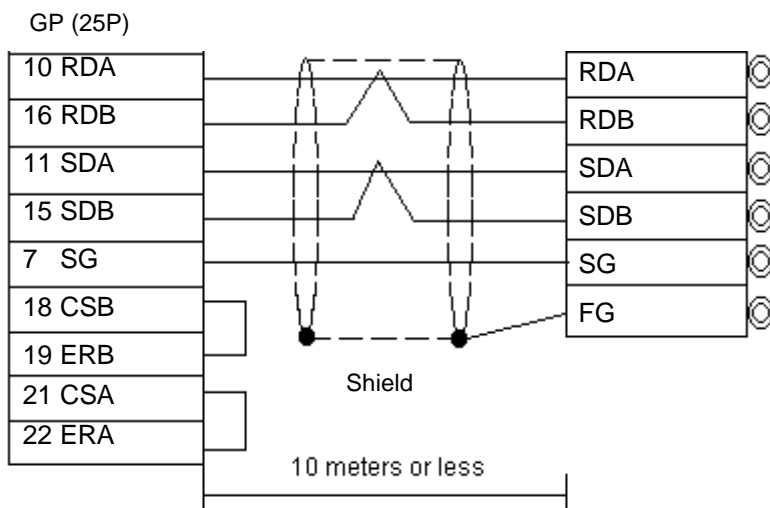 GP (25P)
10 RDA
RDA
16 RDB
RDB
11 SDA
SDA
15 SDB
SDB
7 SG
SG
18 CSB
FG
19 ERB
21 CSA
Shield
22 ERA
10 meters or less